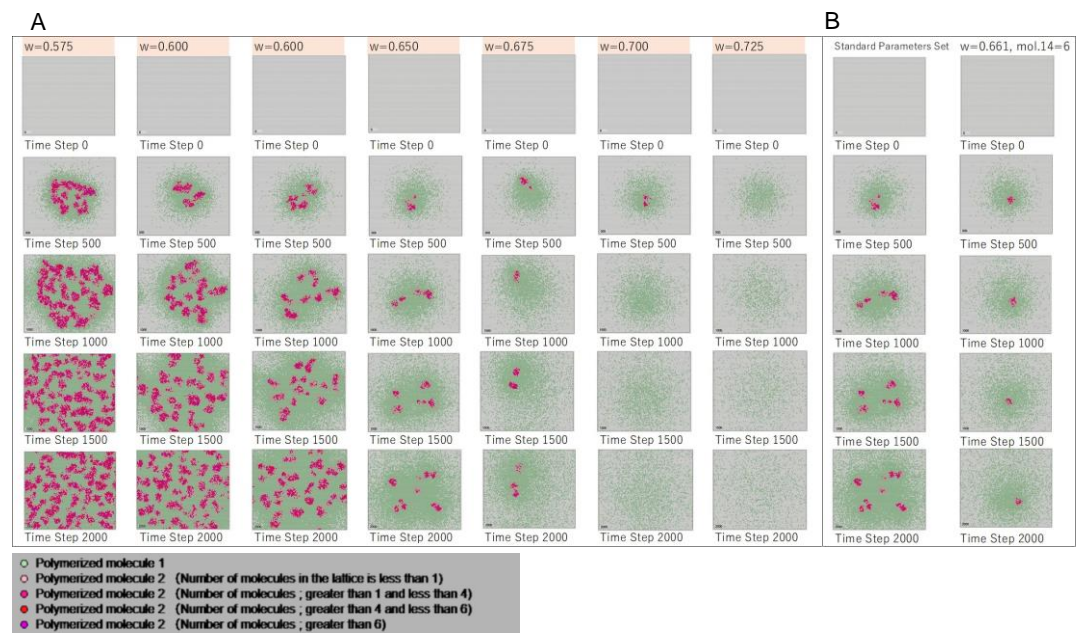 A
B
w=0.575 w=0.600 w=0.600 w=0.650 w=0.675 w=0.700 w=0.725 Standard Parameters Set w=0.661, mol.14=6
Time Step 0 Time Step 0 Time Step 0 Time Step 0 Time Step 0 Time Step 0 Time Step 0 Time Step 0 Time Step 0
Time Step 500 Time Step 500 Time Step 500 Time Step 500 Time Step 500 Time Step 500 Time Step 500 Time Step 500 Time Step 500
Time Step 1000 Time Step 1000 Time Step 1000 Time Step 1000 Time Step 1000 Time Step 1000 Time Step 1000 Time Step 1000 Time Step 1000
Time Step 1500 Time Step 1500 Time Step 1500 Time Step 1500 Time Step 1500 Time Step 1500 Time Step 1500 Time Step 1500 Time Step 1500
Time Step 2000 Time Step 2000 Time Step 2000 Time Step 2000 Time Step 2000 Time Step 2000 Time Step 2000 Time Step 2000 Time Step 2000
Polymerized molecule 1
Polymerized molecule 2 (Number of molecules in the lattice is less than 1)
Polymerized molecule 2 (Number of molecules ; greater than 1 and less than 4)
Polymerized molecule 2 (Number of molecules ; greater than 4 and less than 6)
Polymerized molecule 2 (Number of molecules ; greater than 6)